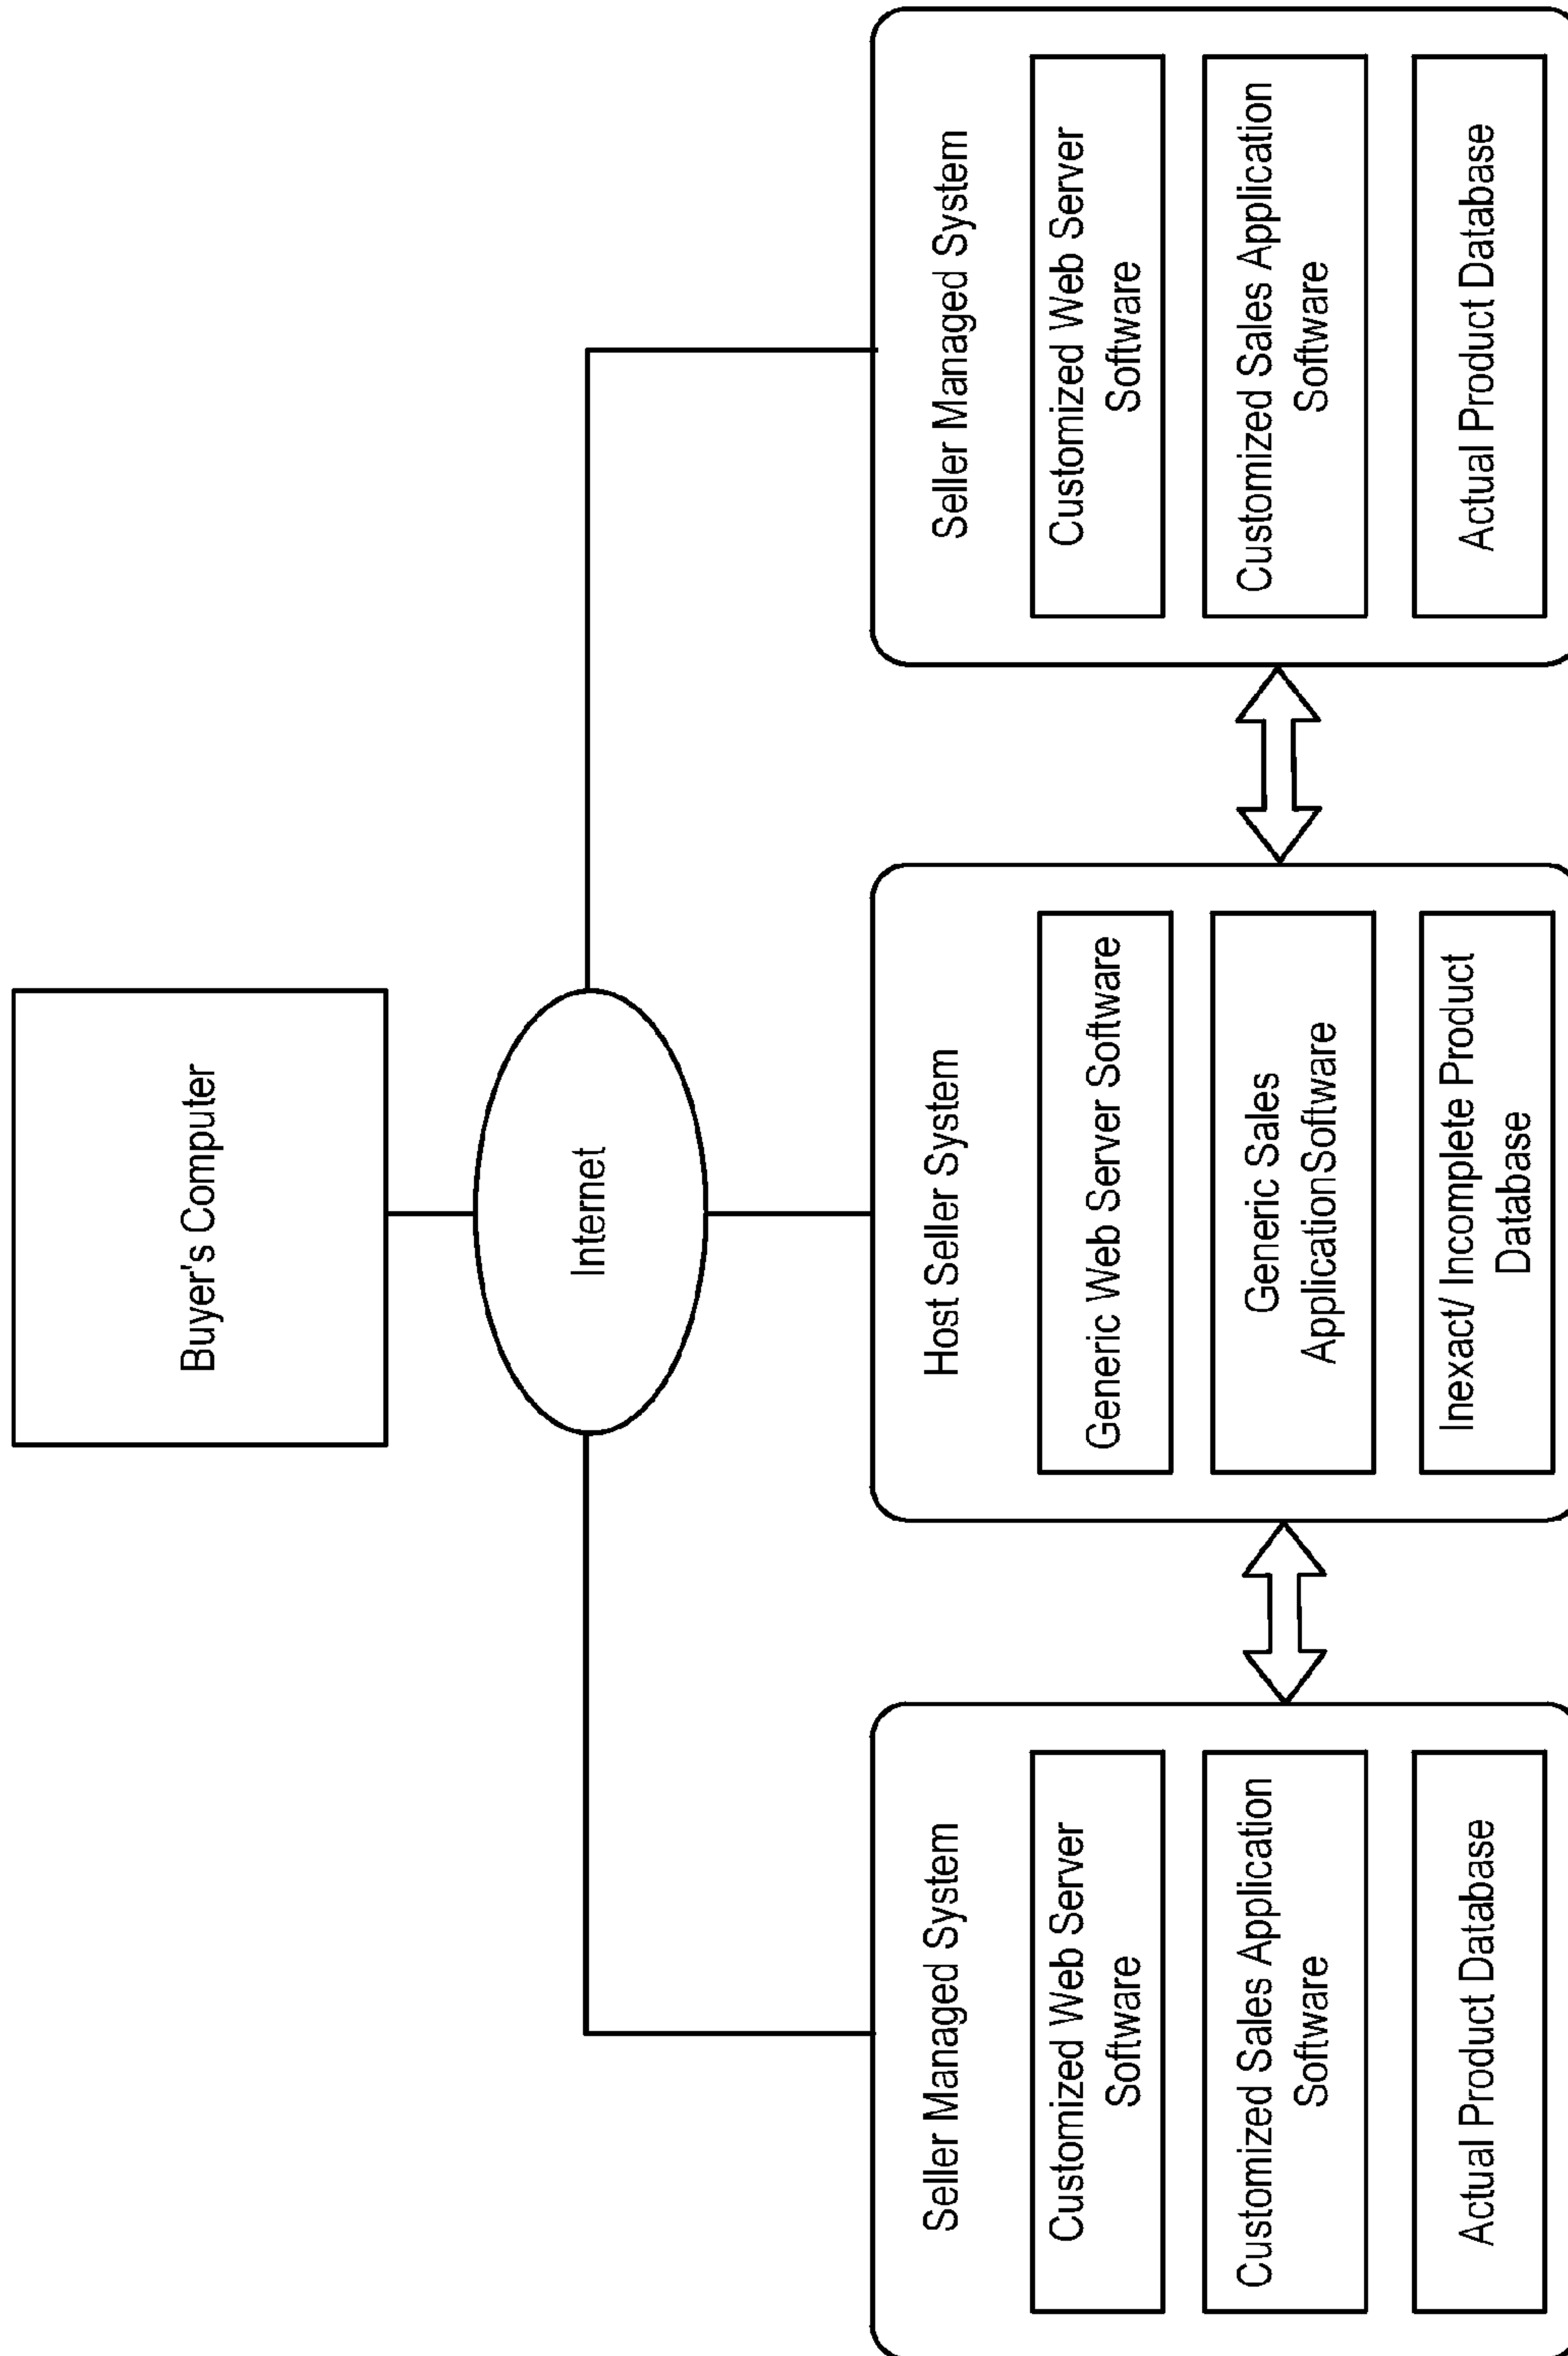 Buyer's Computer
Internet
Seller Managed System
Customized Web Server
Software
Customized Sales Application
Software
Actual Product Database
Host Seller System
Generic Web Server Software
Generic Sales
ApplicationSoftware
Inexact/ Incomplete Product
Database
Seller Managed System
Customized Web Server
Software
Customized Sales Application
Software
Actual Product Database